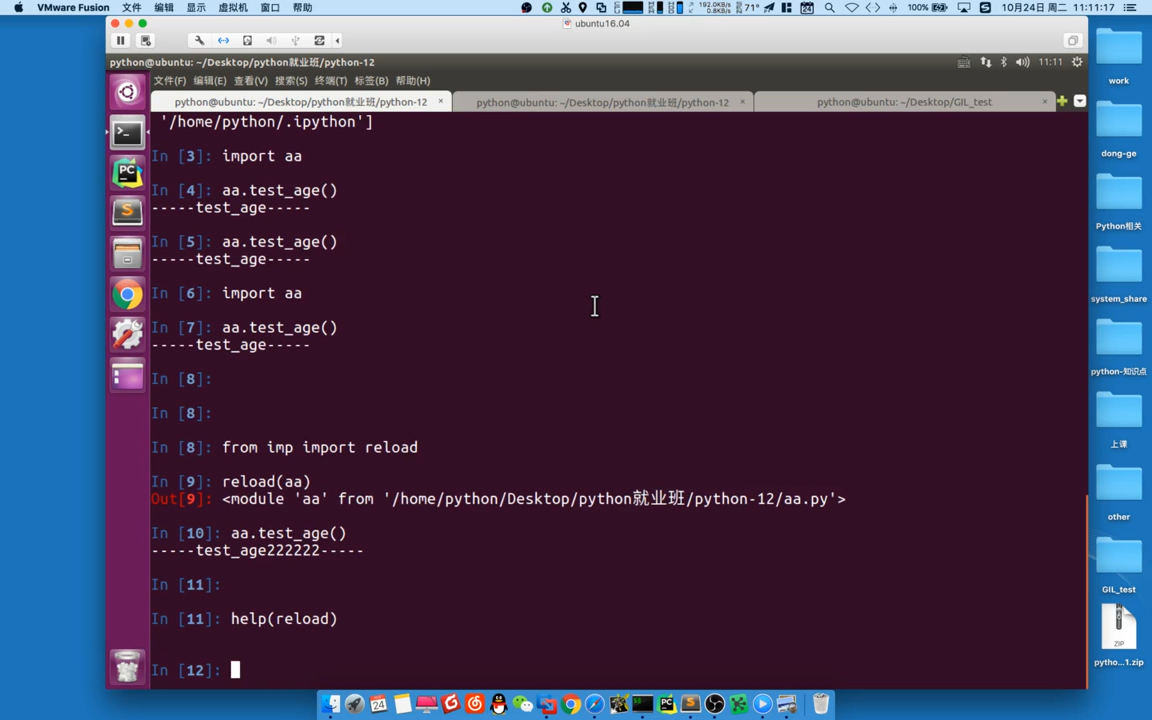 VMware Fusion 文件 编辑 显示 虚拟机 窗口 帮助 192.0KB/s 0.8KB/s 71° 100% 10月24日 周二 11:11:17
ubuntu16.04
python@ubuntu: ~/Desktop/python就业班/python-12 11:11
文件(F) 编辑(E) 查看(V) 搜索(S) 终端(T) 标签(B) 帮助(H)
python@ubuntu: ~/Desktop/python就业班/python-12 × python@ubuntu: ~/Desktop/python就业班/python-12 × python@ubuntu: ~/Desktop/GIL_test ×
'/home/python/.ipython']
In [3]: import aa
In [4]: aa.test_age()
-----test_age-----
In [5]: aa.test_age()
-----test_age-----
In [6]: import aa
In [7]: aa.test_age()
-----test_age-----
In [8]:
In [8]:
In [8]: from imp import reload
In [9]: reload(aa)
Out[9]: <module 'aa' from '/home/python/Desktop/python就业班/python-12/aa.py'>
In [10]: aa.test_age()
-----test_age222222-----
In [11]:
In [11]: help(reload)
In [12]:
work
dong-ge
Python相关
system_share
python-知识点
上课
other
GIL_test
ZIP
pytho...1.zip